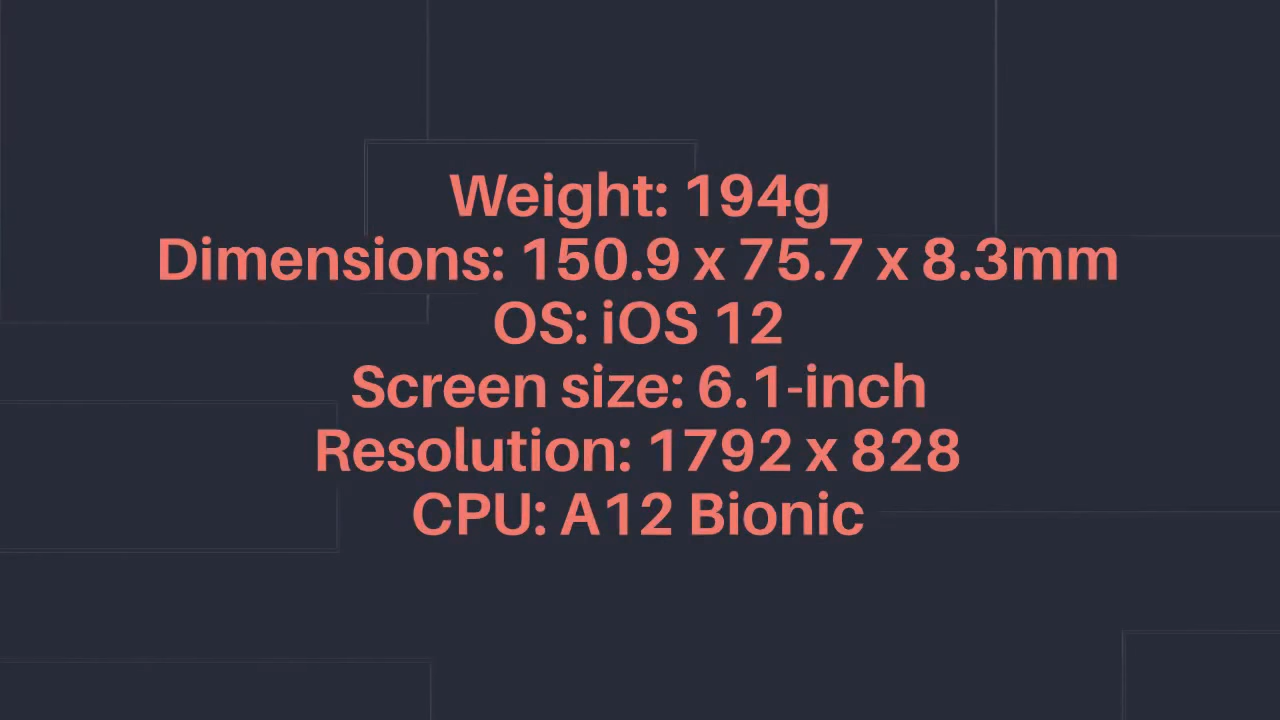 Weight: 194g
Dimensions: 150.9 x 75.7 x 8.3mm
OS: iOS 12
Screen size: 6.1-inch
Resolution: 1792 x 828
CPU: A12 Bionic